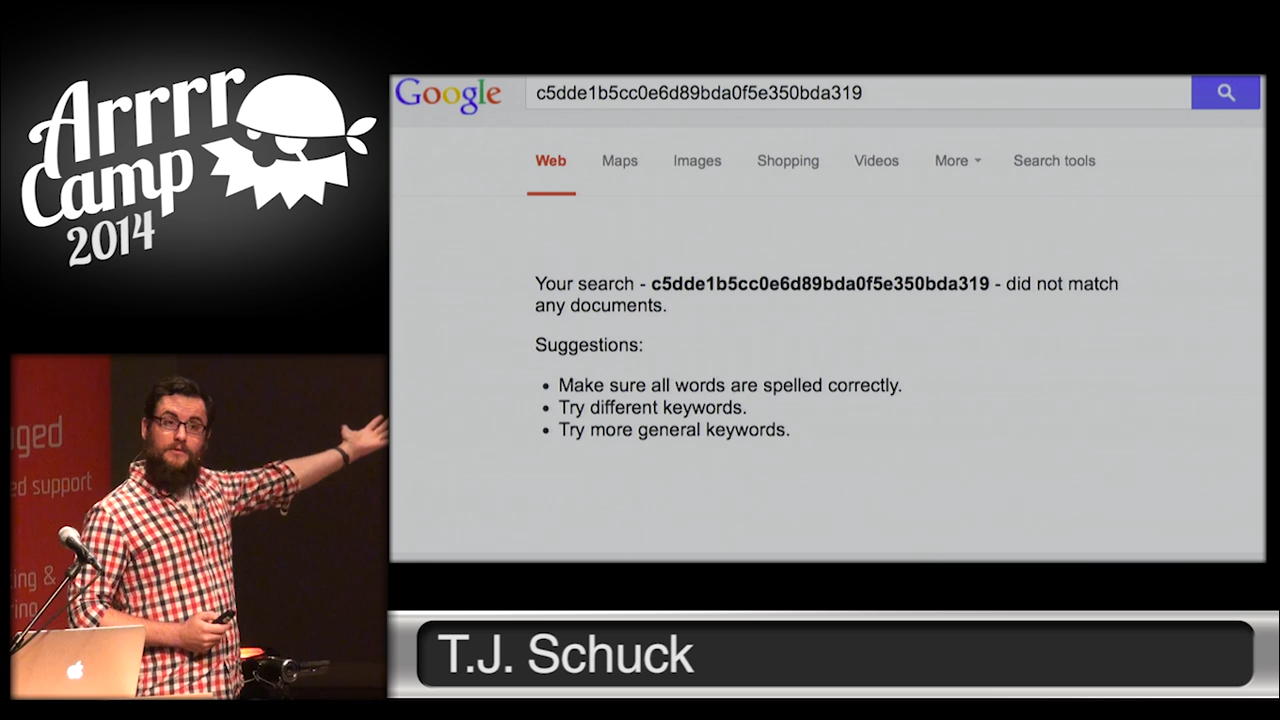 Arrrr
Camp
2014
Google
c5dde1b5cc0e6d89bda0f5e350bda319
Web Maps Images Shopping Videos More Search tools
Your search - c5dde1b5cc0e6d89bda0f5e350bda319 - did not match
any documents.
Suggestions:
• Make sure all words are spelled correctly.
• Try different keywords.
• Try more general keywords.
support
&
T.J. Schuck